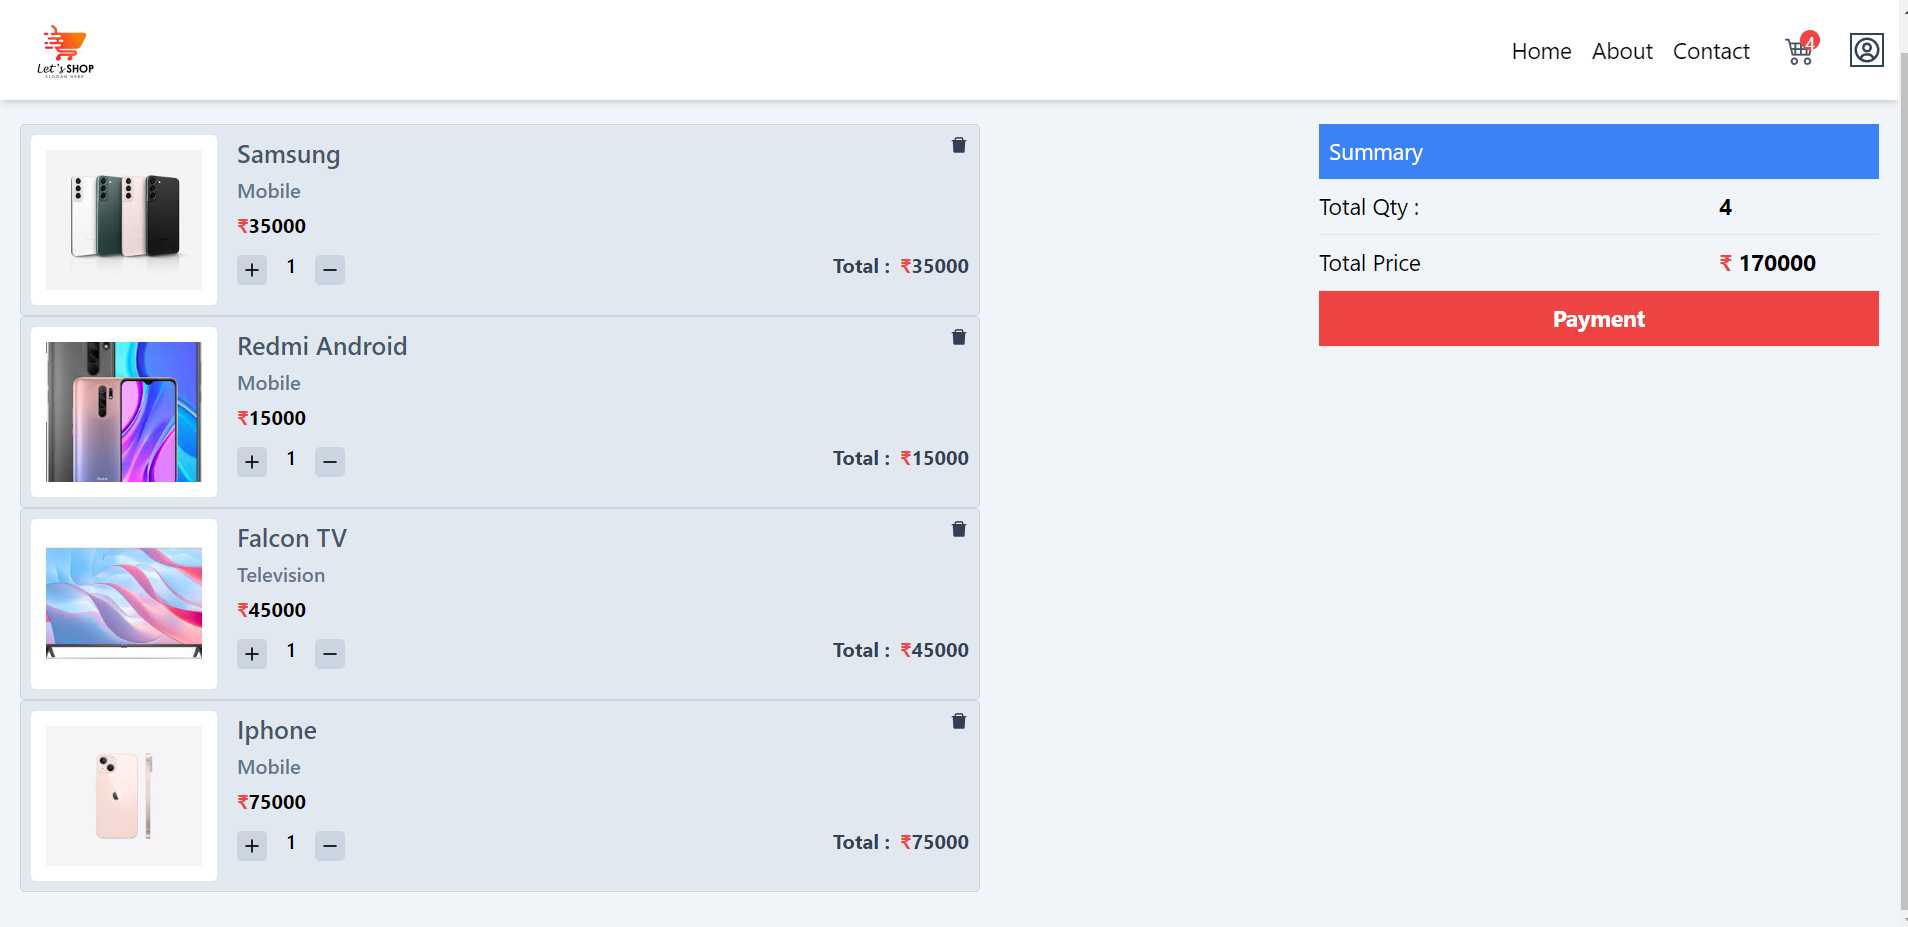 Let's SHOP
SLOGAN HERE
Home About Contact 4
Samsung
Mobile
₹35000
+ 1 −
Total : ₹35000
Redmi Android
Mobile
₹15000
+ 1 −
Total : ₹15000
Falcon TV
Television
₹45000
+ 1 −
Total : ₹45000
Iphone
Mobile
₹75000
+ 1 −
Total : ₹75000
Summary
Total Qty : 4
Total Price ₹ 170000
Payment